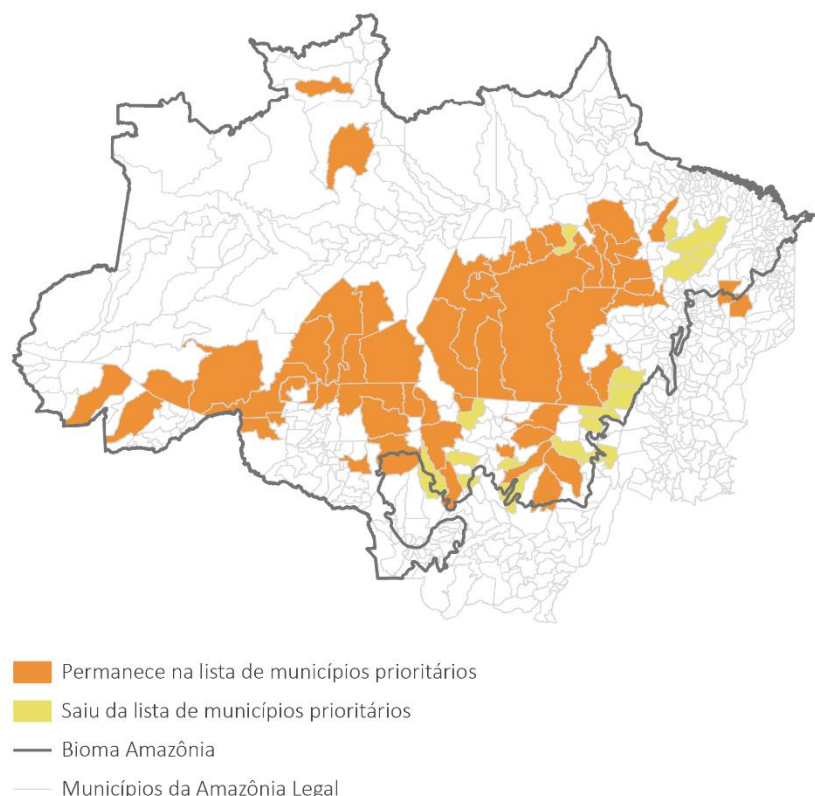 Permanece na lista de municípios prioritários
Saiu da lista de municípios prioritários
Bioma Amazônia
Municípios da Amazônia Legal